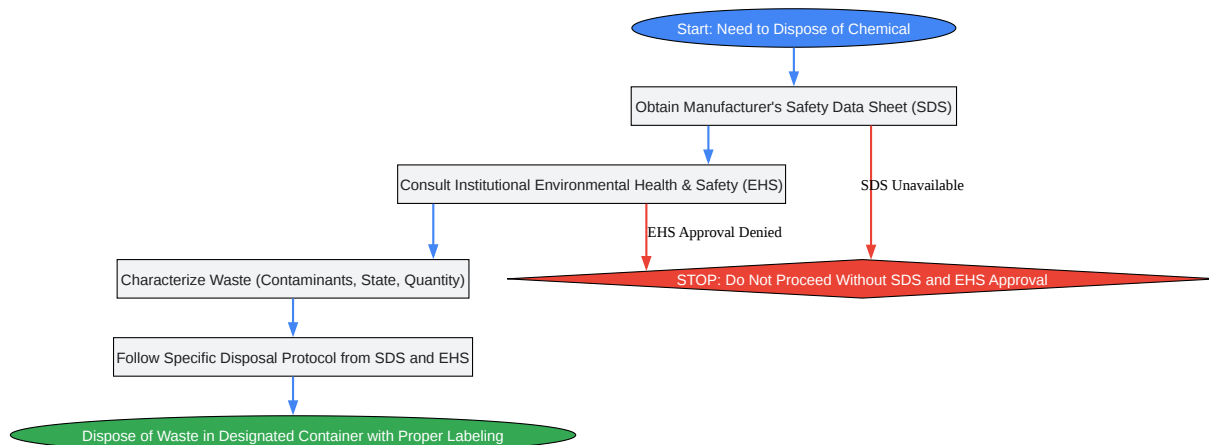 Start: Need to Dispose of Chemical
Obtain Manufacturer's Safety Data Sheet (SDS)
Consult Institutional Environmental Health & Safety (EHS)
SDS Unavailable
EHS Approval Denied
Characterize Waste (Contaminants, State, Quantity)
STOP: Do Not Proceed Without SDS and EHS Approval
Follow Specific Disposal Protocol from SDS and EHS
Dispose of Waste in Designated Container with Proper Labeling